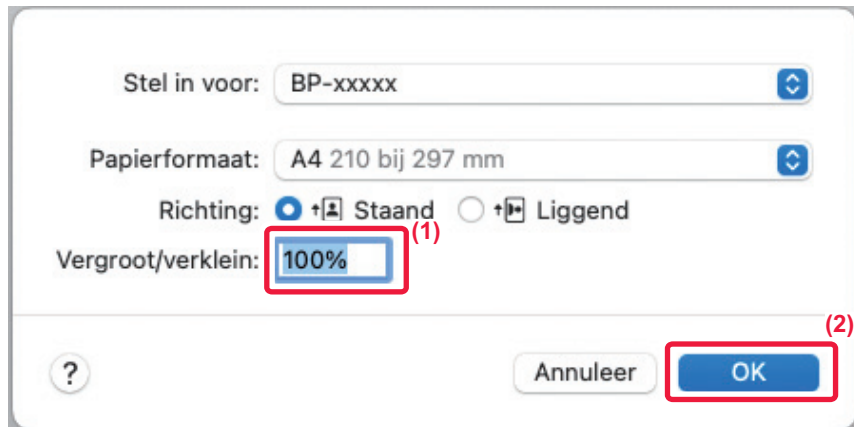 Stel in voor: BP-xxxxx
Papierformaat: A4 210 bij 297 mm
Richting: Staand Liggend
(1)
Vergroot/verklein: 100%
(2)
? Annuleer OK